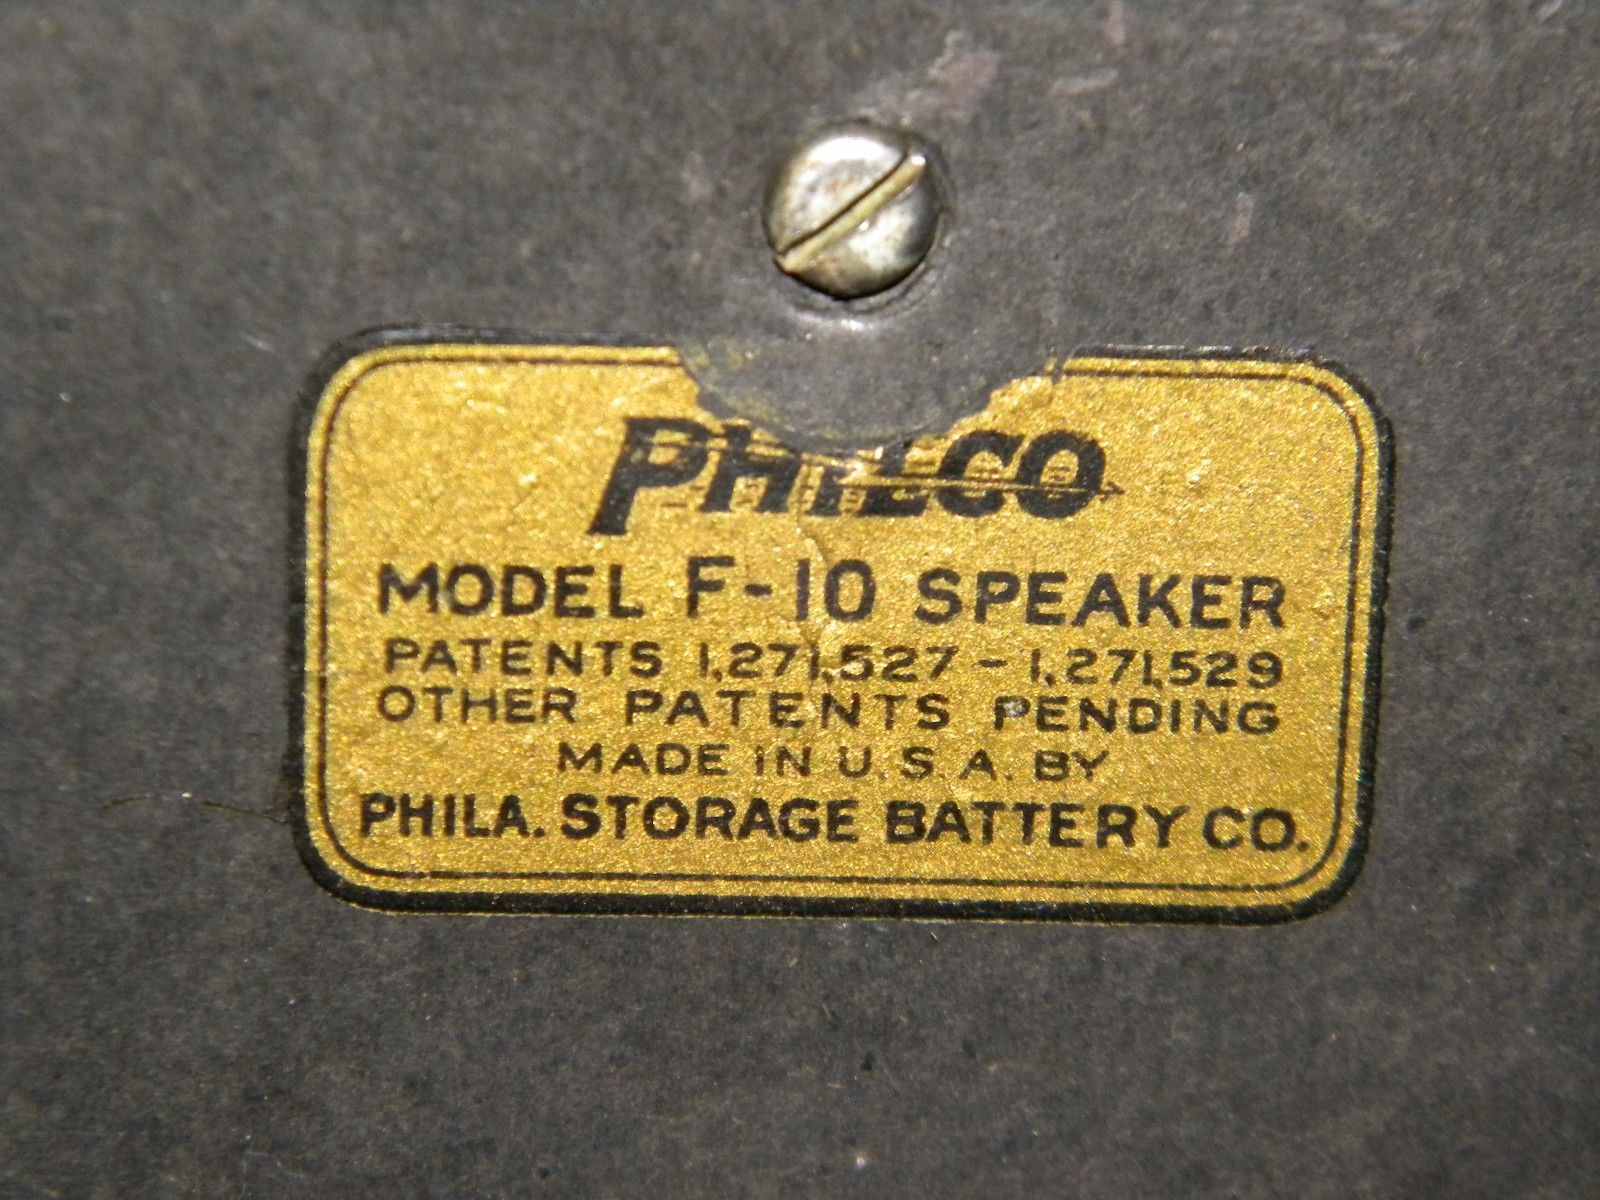 PHILCO
MODEL F-10 SPEAKER
PATENTS 1,271,527 - 1,271,529
OTHER PATENTS PENDING
MADE IN U.S.A. BY
PHILA. STORAGE BATTERY CO.